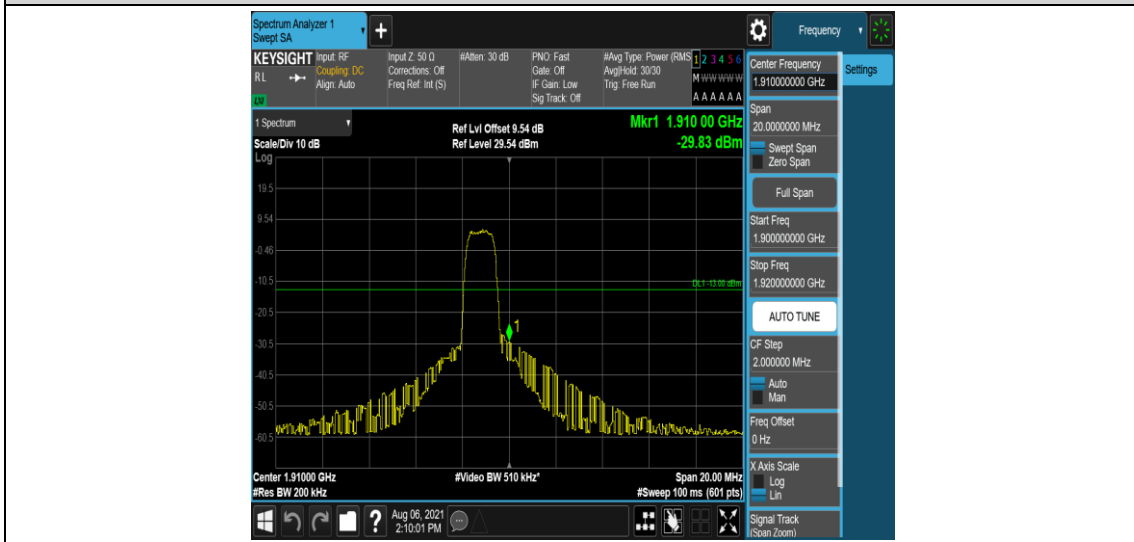 Spectrum Analyzer 1
Swept SA
+
Frequency
KEYSIGHT
Input: RF
Input Z: 50 Ω
#Atten: 30 dB
PNO: Fast
#Avg Type: Power (RMS
1 2 3 4 5 6
RL
Coupling: DC
Corrections: Off
Gate: Off
Avg|Hold: 30/30
M W W W W W
Align: Auto
Freq Ref: Int (S)
IF Gain: Low
Trig: Free Run
Sig Track: Off
A A A A A A
LXI
1 Spectrum
Ref Lvl Offset 9.54 dB
Mkr1 1.910 00 GHz
Scale/Div 10 dB
Ref Level 29.54 dBm
-29.83 dBm
Log
19.5
9.54
-0.46
-10.5
DL1 -13.00 dBm
-20.5
1
-30.5
-40.5
-50.5
-60.5
Center 1.91000 GHz
#Video BW 510 kHz*
Span 20.00 MHz
#Res BW 200 kHz
#Sweep 100 ms (601 pts)
Aug 06, 2021
2:10:01 PM
?
Center Frequency
1.910000000 GHz
Settings
Span
20.0000000 MHz
Swept Span
Zero Span
Full Span
Start Freq
1.900000000 GHz
Stop Freq
1.920000000 GHz
AUTO TUNE
CF Step
2.000000 MHz
Auto
Man
Freq Offset
0 Hz
X Axis Scale
Log
Lin
Signal Track
(Span Zoom)